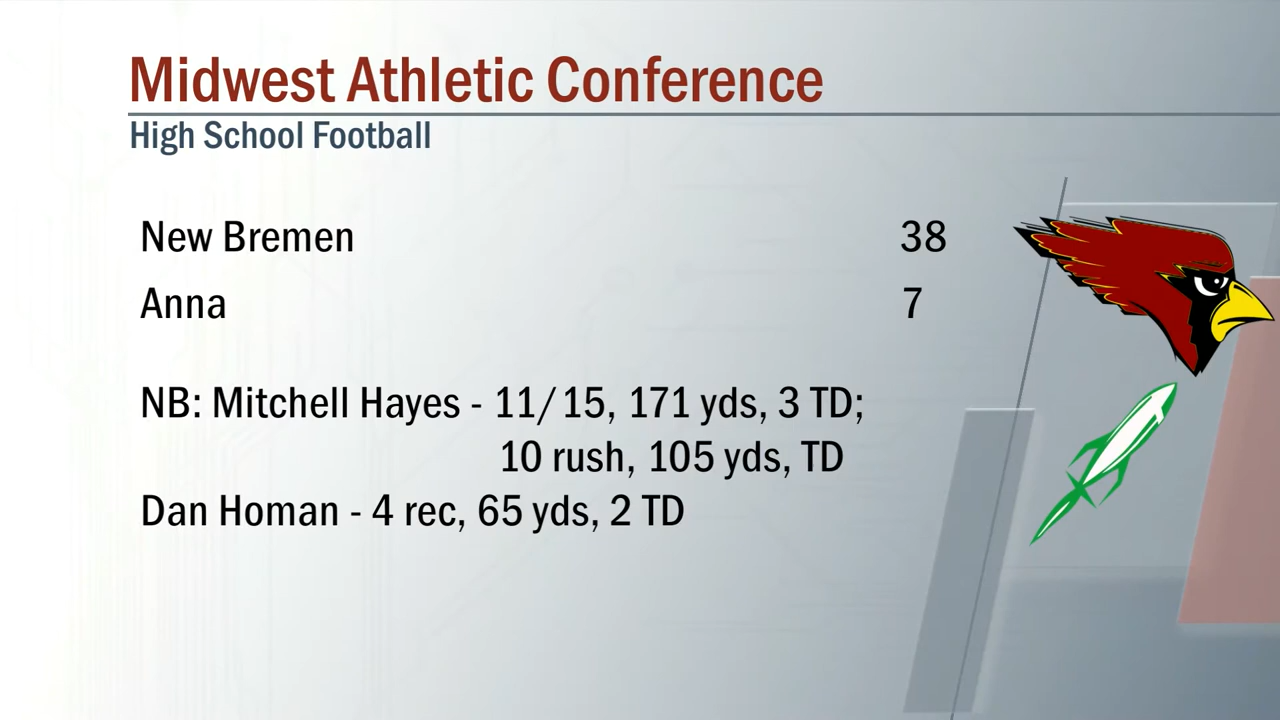 Midwest Athletic Conference
High School Football
New Bremen 38
Anna 7
NB: Mitchell Hayes - 11/15, 171 yds, 3 TD;
10 rush, 105 yds, TD
Dan Homan - 4 rec, 65 yds, 2 TD